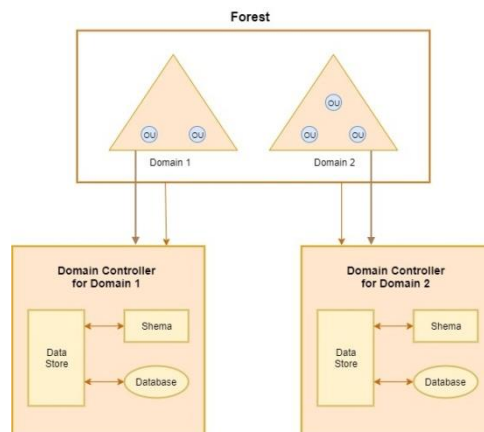 Forest
OU
OU
OU
OU
OU
Domain 1
Domain 2
Domain Controller
for Domain 1
Data
Store
Shema
Database
Domain Controller
for Domain 2
Data
Store
Shema
Database